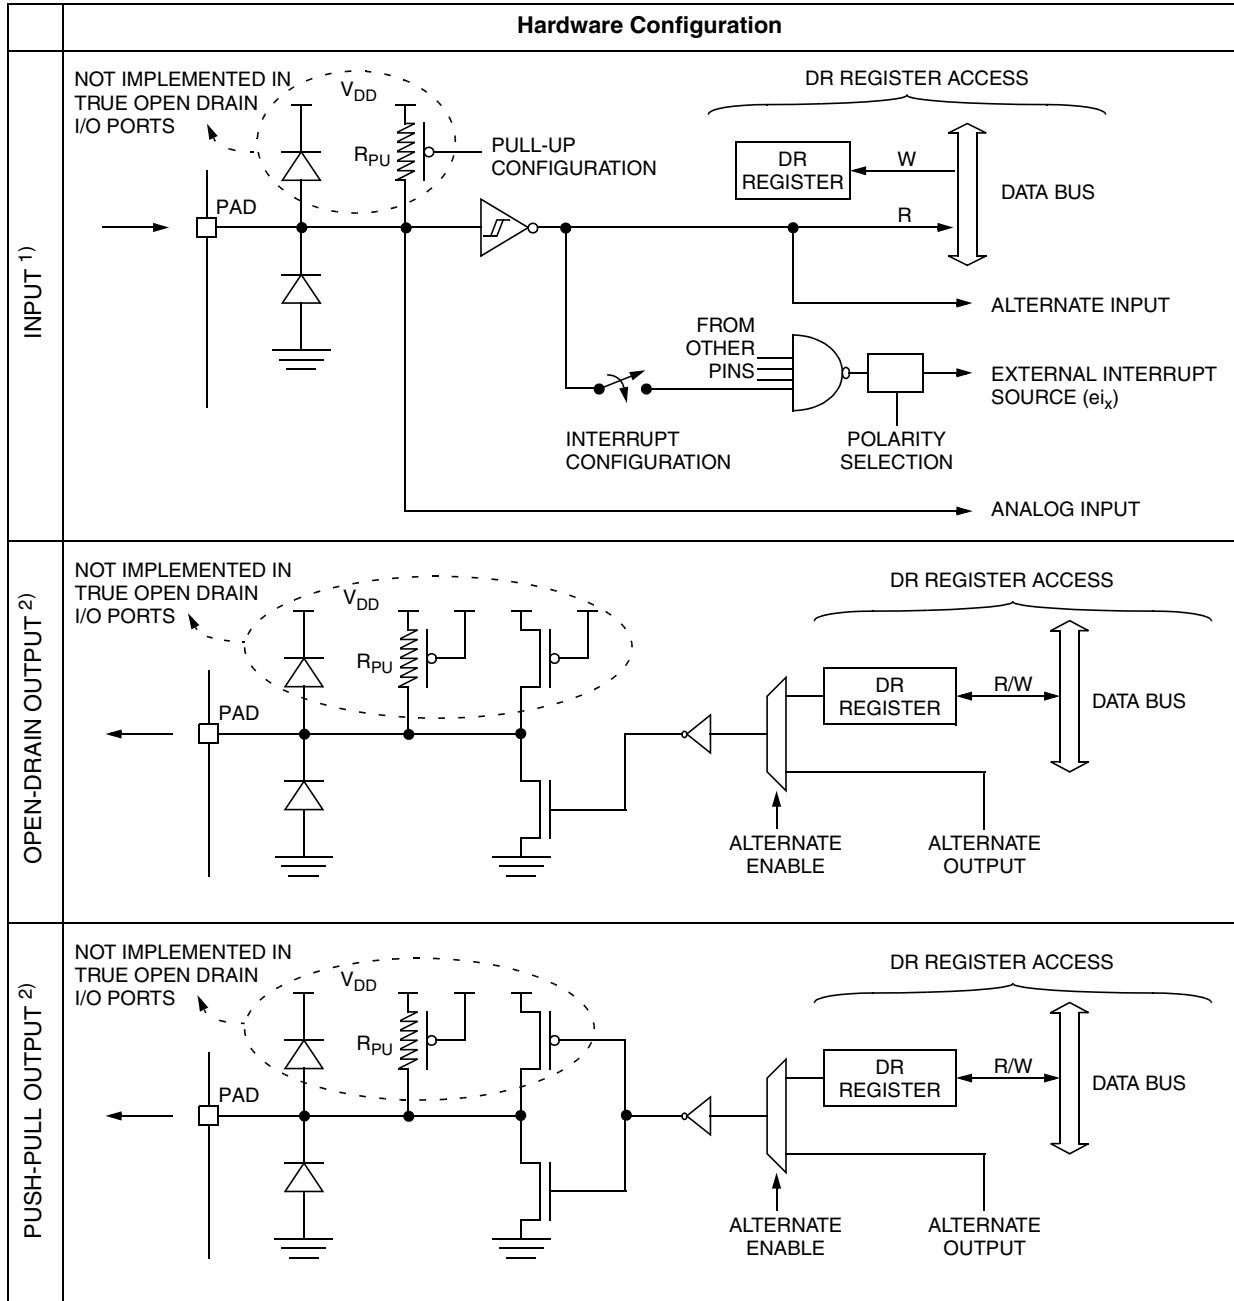 Hardware Configuration
INPUT 1)
NOT IMPLEMENTED IN
TRUE OPEN DRAIN
I/O PORTS
VDD
RPU
PULL-UP
CONFIGURATION
PAD
DR REGISTER ACCESS
DR
REGISTER
W
R
DATA BUS
ALTERNATE INPUT
FROM
OTHER
PINS
EXTERNAL INTERRUPT
SOURCE (eix)
INTERRUPT
CONFIGURATION
POLARITY
SELECTION
ANALOG INPUT
OPEN-DRAIN OUTPUT 2)
NOT IMPLEMENTED IN
TRUE OPEN DRAIN
I/O PORTS
VDD
RPU
PAD
DR REGISTER ACCESS
DR
REGISTER
R/W
DATA BUS
ALTERNATE
ENABLE
ALTERNATE
OUTPUT
PUSH-PULL OUTPUT 2)
NOT IMPLEMENTED IN
TRUE OPEN DRAIN
I/O PORTS
VDD
RPU
PAD
DR REGISTER ACCESS
DR
REGISTER
R/W
DATA BUS
ALTERNATE
ENABLE
ALTERNATE
OUTPUT